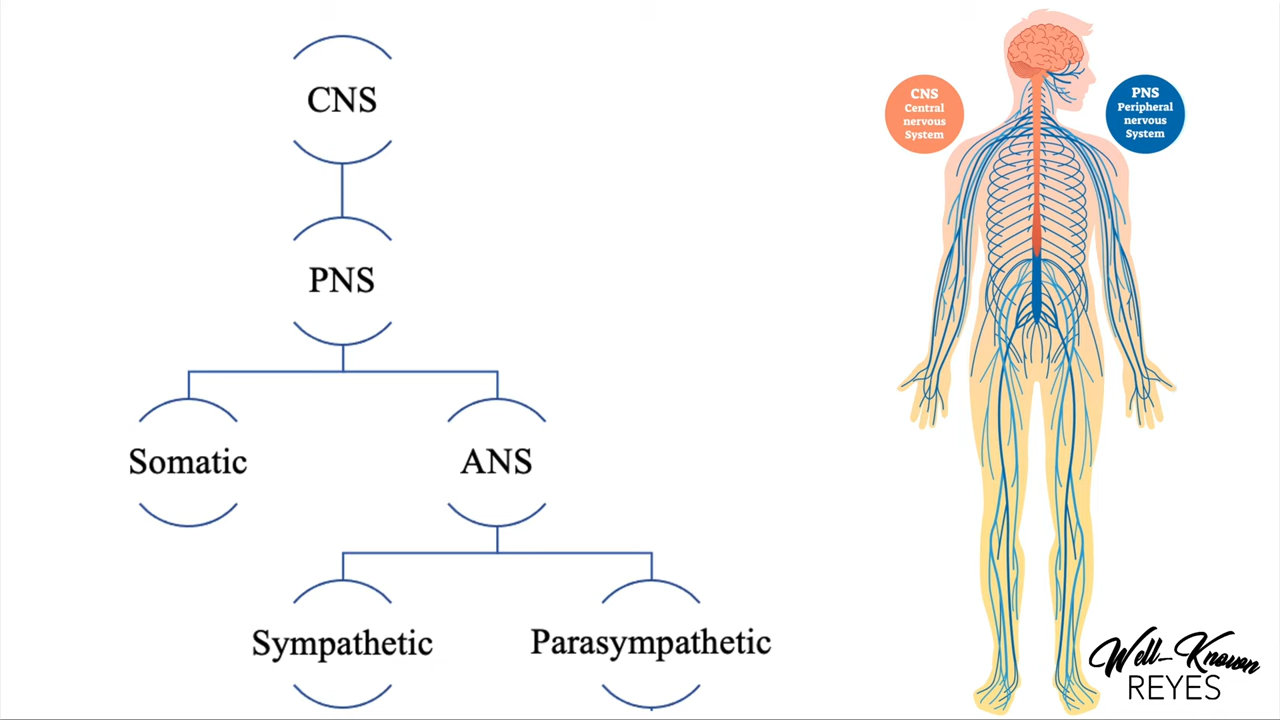 CNS
PNS
Somatic
ANS
Sympathetic
Parasympathetic
CNS
Central
nervous
System
PNS
Peripheral
nervous
System
Well-Known
REYES